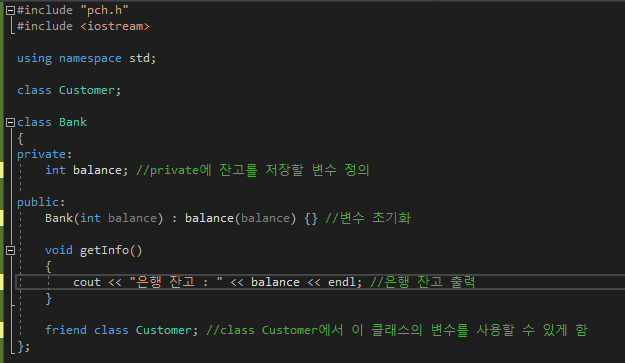 #include "pch.h"
#include <iostream>
using namespace std;
class Customer;
class Bank
{
private:
int balance; //private에 잔고를 저장할 변수 정의
public:
Bank(int balance) : balance(balance) {} //변수 초기화
void getInfo()
{
cout << "은행 잔고 : " << balance << endl; //은행 잔고 출력
}
friend class Customer; //class Customer에서 이 클래스의 변수를 사용할 수 있게 함
};